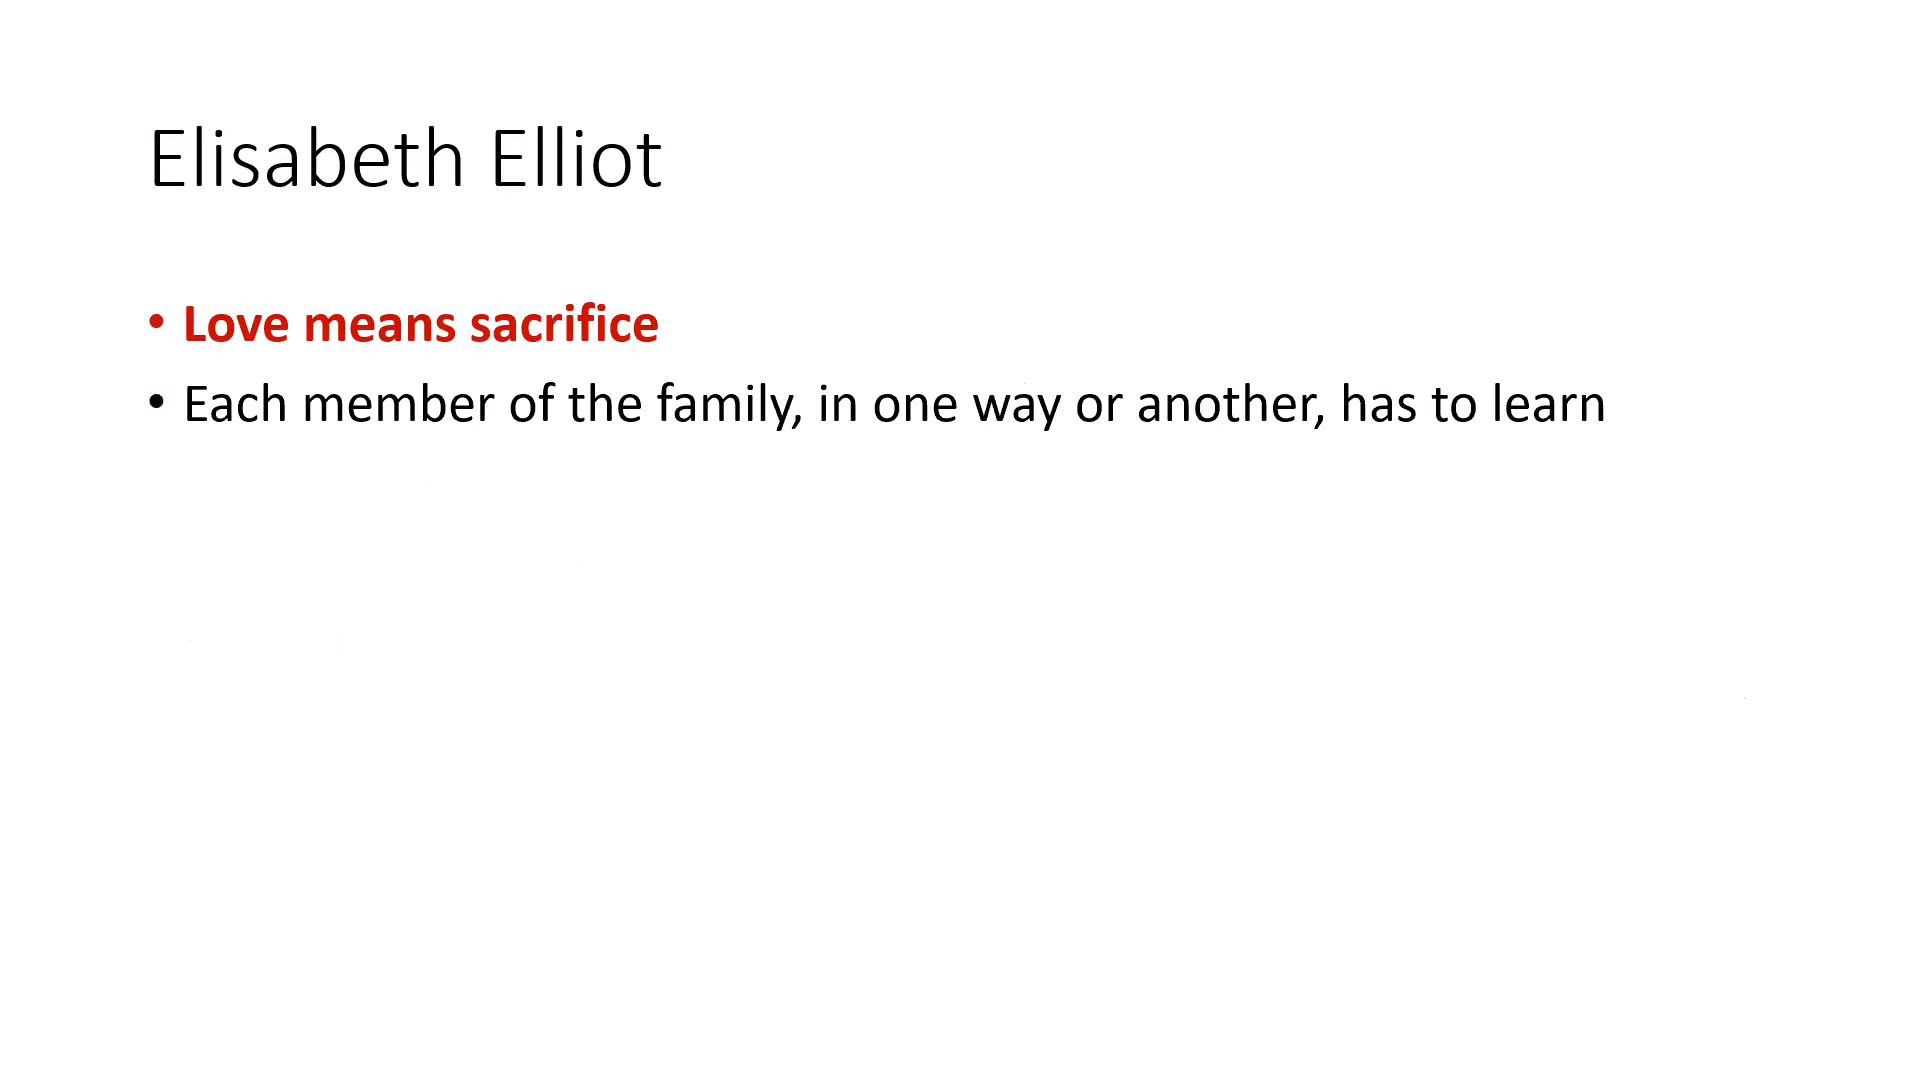 Elisabeth Elliot
• Love means sacrifice
• Each member of the family, in one way or another, has to learn